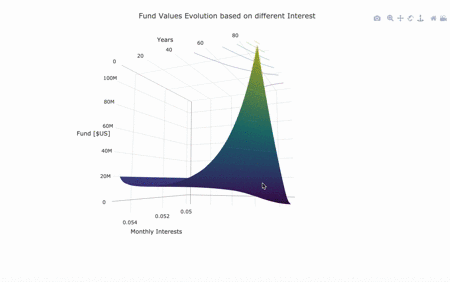 Fund Values Evolution based on different Interest
Years
80
60
40
20
0
100M
80M
60M
Fund [$US]
40M
20M
0
0.05
0.052
0.054
Monthly Interests